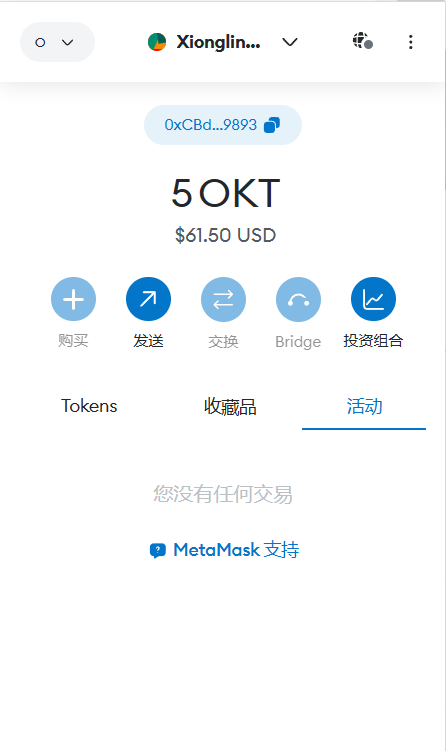 O
Xionglin...
0xCBd...9893
5 OKT
$61.50 USD
购买 发送 交换 Bridge 投资组合
Tokens 收藏品 活动
您没有任何交易
MetaMask 支持